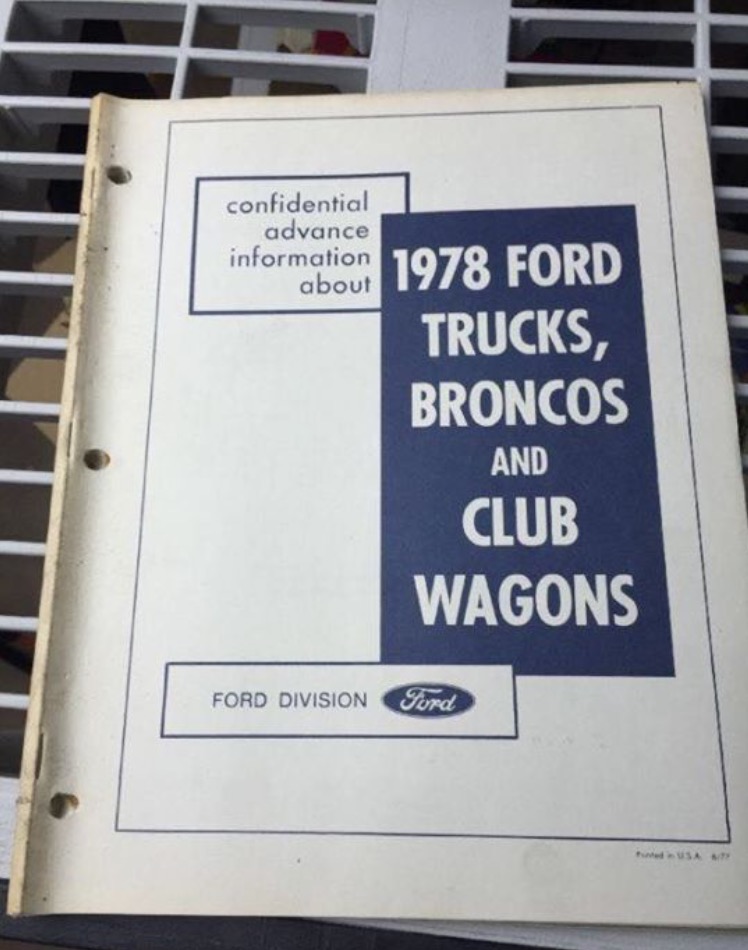 confidential
advance
information
about
1978 FORD
TRUCKS,
BRONCOS
AND
CLUB
WAGONS
FORD DIVISION Ford
Printed in U.S.A. 6/77